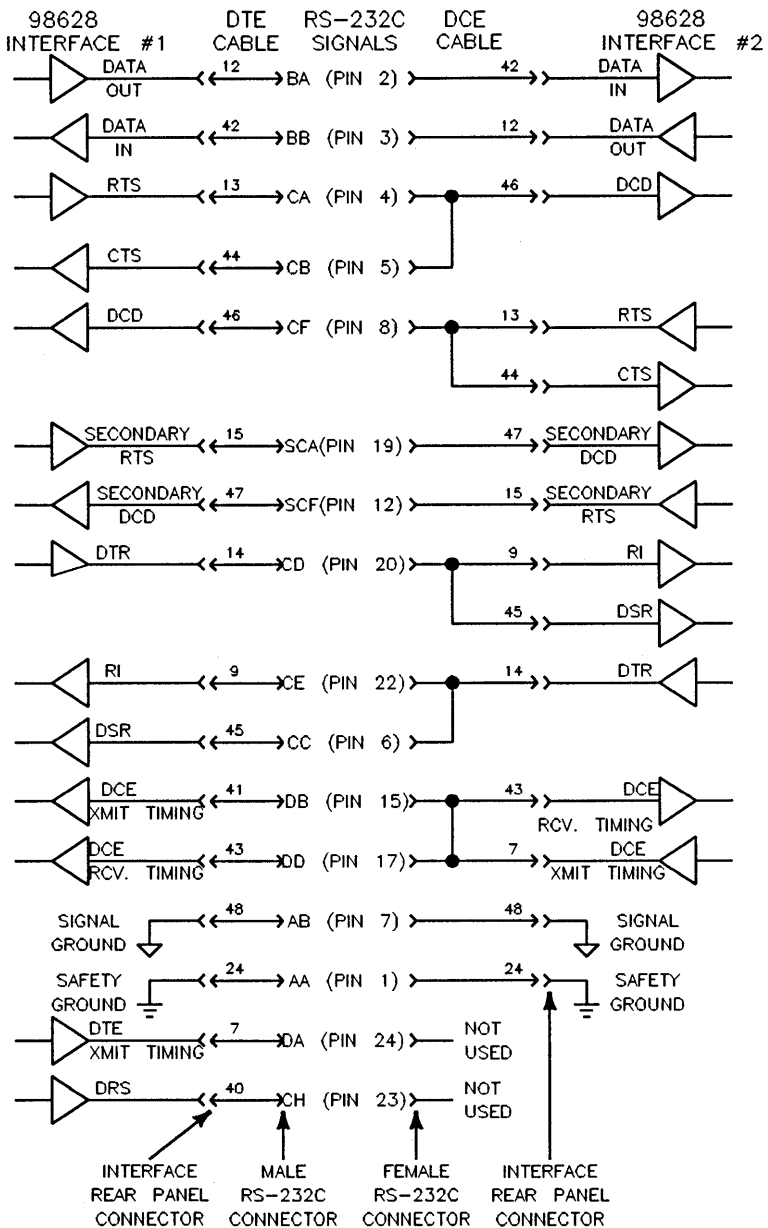 98628 DTE RS-232C DCE 98628
INTERFACE #1 CABLE SIGNALS CABLE INTERFACE #2
DATA OUT 12 BA (PIN 2) 42 DATA IN
DATA IN 42 BB (PIN 3) 12 DATA OUT
RTS 13 CA (PIN 4) 46 DCD
CTS 44 CB (PIN 5)
DCD 46 CF (PIN 8) 13 RTS
44 CTS
SECONDARY RTS 15 SCA(PIN 19) 47 SECONDARY DCD
SECONDARY DCD 47 SCF(PIN 12) 15 SECONDARY RTS
DTR 14 CD (PIN 20) 9 RI
45 DSR
RI 9 CE (PIN 22) 14 DTR
DSR 45 CC (PIN 6)
DCE XMIT TIMING 41 DB (PIN 15) 43 DCE RCV. TIMING
DCE RCV. TIMING 43 DD (PIN 17) 7 DCE XMIT TIMING
SIGNAL GROUND 48 AB (PIN 7) 48 SIGNAL GROUND
SAFETY GROUND 24 AA (PIN 1) 24 SAFETY GROUND
DTE XMIT TIMING 7 DA (PIN 24) NOT USED
DRS 40 CH (PIN 23) NOT USED
INTERFACE MALE FEMALE INTERFACE
REAR PANEL RS-232C RS-232C REAR PANEL
CONNECTOR CONNECTOR CONNECTOR CONNECTOR